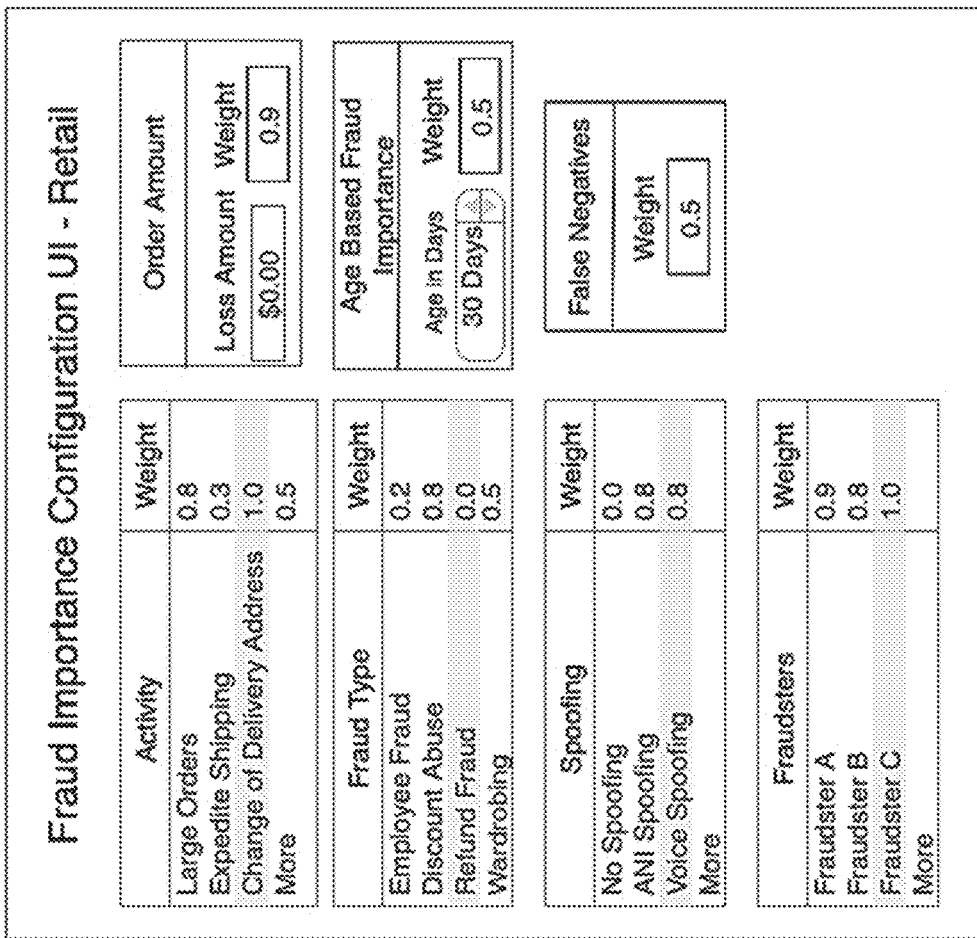 Fraud Importance Configuration UI - Retail
Activity Weight
Large Orders 0.8
Expedite Shipping 0.3
Change of Delivery Address 1.0
More 0.5
Order Amount
Loss Amount Weight
$0.00 0.9
Fraud Type Weight
Employee Fraud 0.2
Discount Abuse 0.8
Refund Fraud 0.0
Wardrobing 0.5
Age Based Fraud
Importance
Age in Days Weight
30 Days 0.5
Spoofing Weight
No Spoofing 0.0
ANI Spoofing 0.8
Voice Spoofing 0.8
More
False Negatives
Weight
0.5
Fraudsters Weight
Fraudster A 0.9
Fraudster B 0.8
Fraudster C 1.0
More